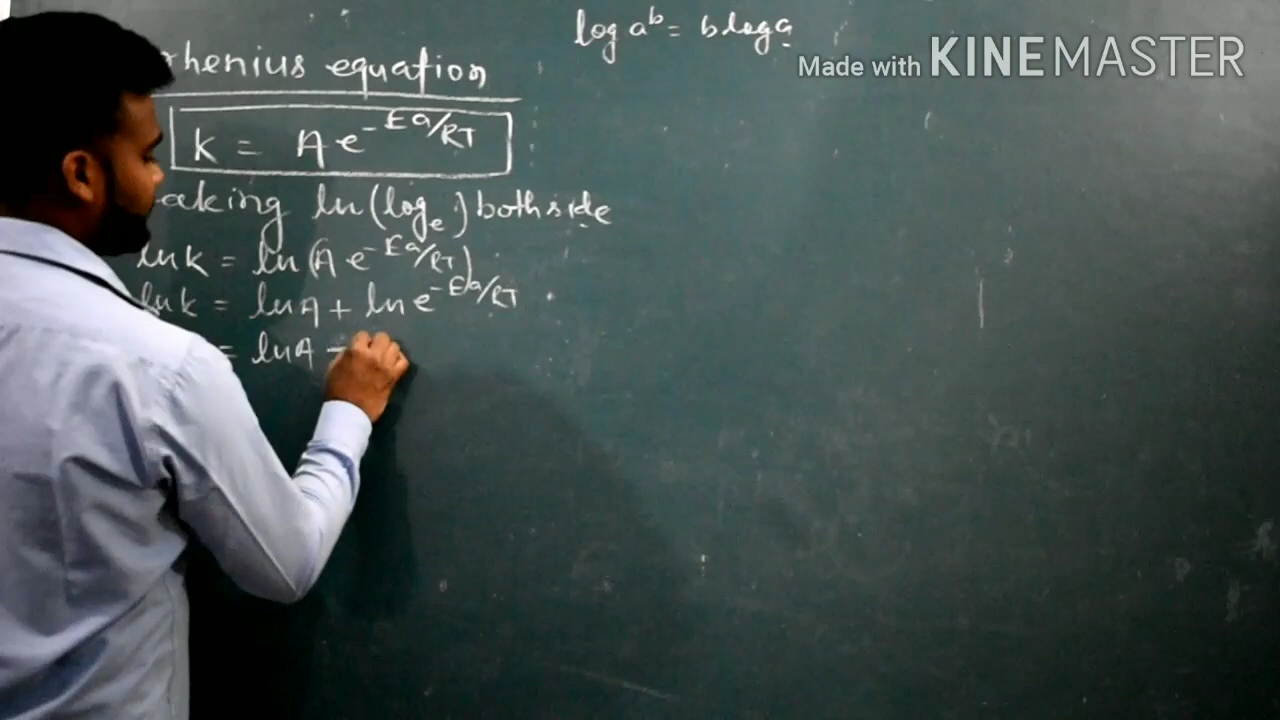 log a^b = b log a
Made with KINEMASTER
rhenius equation
k = A e^-Ea/RT
aking ln (log_e) both side
ln k = ln (A e^-Ea/RT)
ln k = ln A + ln e^-Ea/RT
= ln A -